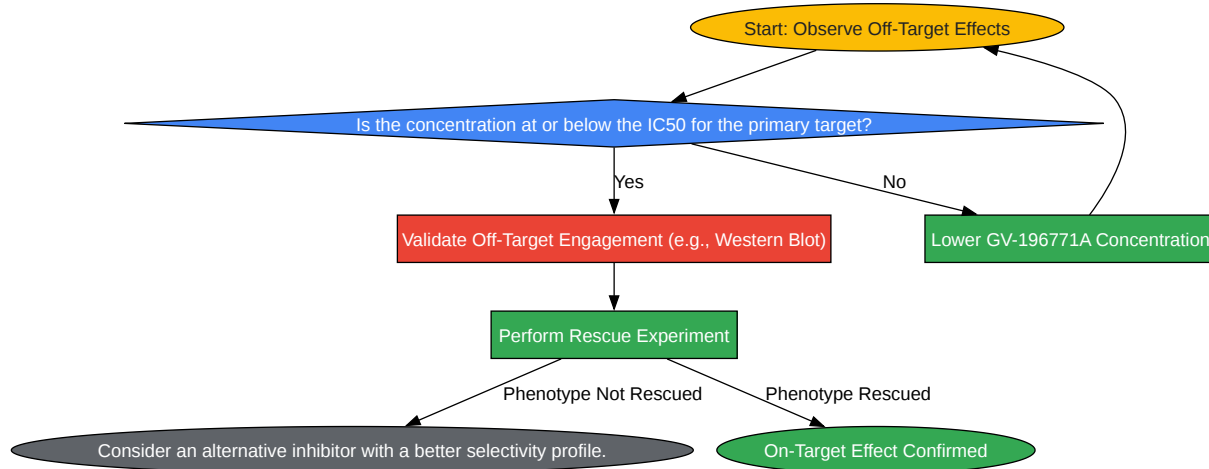 Start: Observe Off-Target Effects
Is the concentration at or below the IC50 for the primary target?
Yes
No
Validate Off-Target Engagement (e.g., Western Blot)
Lower GV-196771A Concentration
Perform Rescue Experiment
Phenotype Not Rescued
Phenotype Rescued
Consider an alternative inhibitor with a better selectivity profile.
On-Target Effect Confirmed